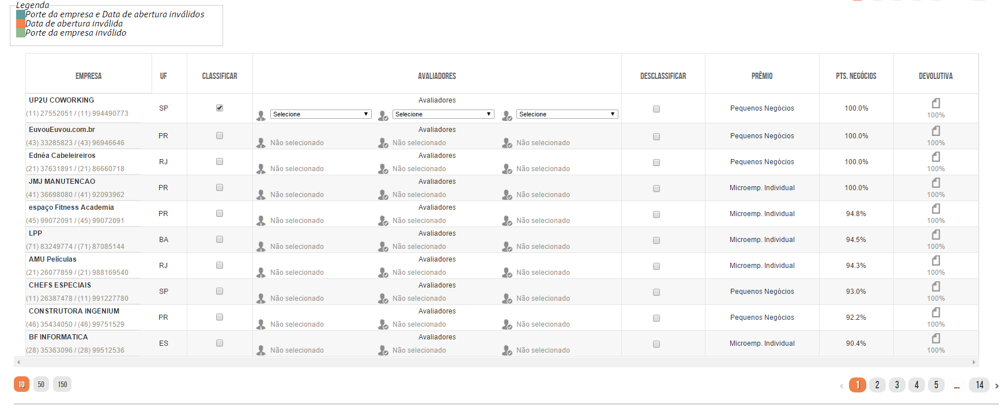 Legenda
Porte da empresa e Data de abertura inválidos
Data de abertura inválida
Porte da empresa inválido
EMPRESA UF CLASSIFICAR AVALIADORES DESCLASSIFICAR PRÊMIO PTS. NEGÓCIOS DEVOLUTIVA
UP2U COWORKING Avaliadores
(11) 27552051 / (11) 994490773 SP Selecione Selecione Selecione Pequenos Negócios 100.0% 100%
EuvouEuvou.com.br Avaliadores
(43) 33285823 / (43) 96946646 PR Não selecionado Não selecionado Não selecionado Pequenos Negócios 100.0% 100%
Ednéa Cabeleireiros Avaliadores
(21) 37631891 / (21) 86660718 RJ Não selecionado Não selecionado Não selecionado Pequenos Negócios 100.0% 100%
JMJ MANUTENCAO Avaliadores
(41) 36698080 / (41) 92093962 PR Não selecionado Não selecionado Não selecionado Microemp. Individual 100.0% 100%
espaço Fitness Academia Avaliadores
(45) 99072091 / (45) 99072091 PR Não selecionado Não selecionado Não selecionado Microemp. Individual 94.8% 100%
LPP Avaliadores
(71) 83249774 / (71) 87085144 BA Não selecionado Não selecionado Não selecionado Microemp. Individual 94.5% 100%
AMU Películas Avaliadores
(21) 26077859 / (21) 988169540 RJ Não selecionado Não selecionado Não selecionado Microemp. Individual 94.3% 100%
CHEFS ESPECIAIS Avaliadores
(11) 26387478 / (11) 991227780 SP Não selecionado Não selecionado Não selecionado Pequenos Negócios 93.0% 100%
CONSTRUTORA INGENIUM Avaliadores
(46) 35434050 / (46) 99751529 PR Não selecionado Não selecionado Não selecionado Pequenos Negócios 92.2% 100%
BF INFORMATICA Avaliadores
(28) 35363096 / (28) 99512536 ES Não selecionado Não selecionado Não selecionado Microemp. Individual 90.4% 100%
10 50 150 ‹ 1 2 3 4 5 ... 14 ›